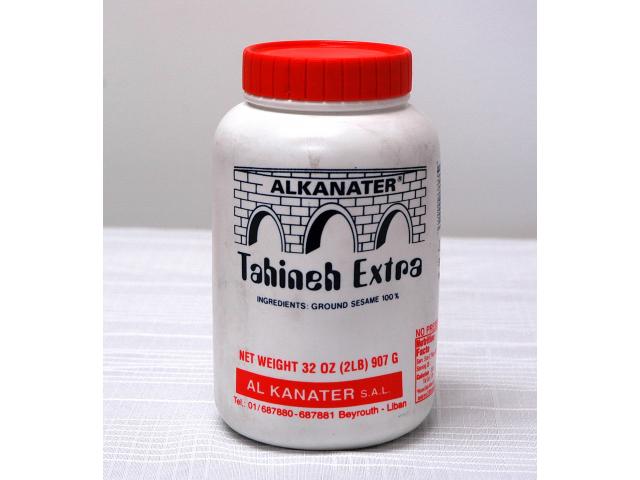 ALKANATER®
Tahineh Extra
INGREDIENTS: GROUND SESAME 100%
NET WEIGHT 32 OZ (2LB) 907 G
AL KANATER S.A.L.
Tel.: 01/687880-687881 Beyrouth - Liban
NO
Nutrition
Facts